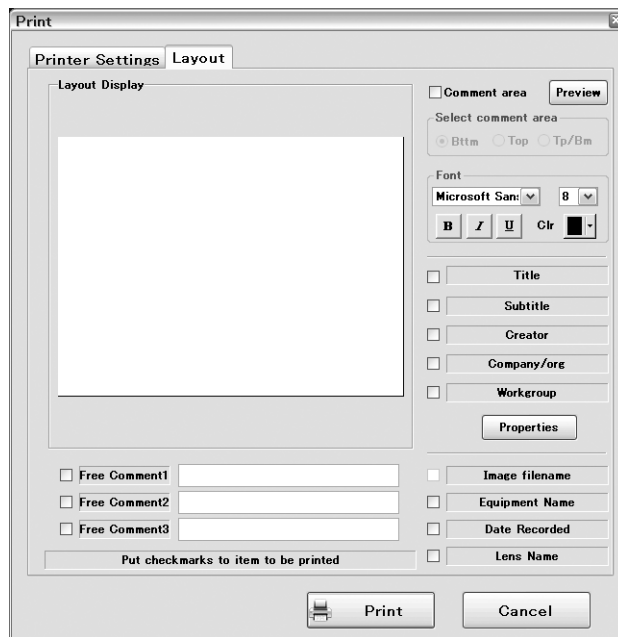 Print
Printer Settings
Layout
Layout Display
Comment area
Preview
Select comment area
Bttm
Top
Tp/Bm
Font
Microsoft San:
8
B
I
U
Clr
Title
Subtitle
Creator
Company/org
Workgroup
Properties
Free Comment1
Free Comment2
Free Comment3
Put checkmarks to item to be printed
Image filename
Equipment Name
Date Recorded
Lens Name
Print
Cancel